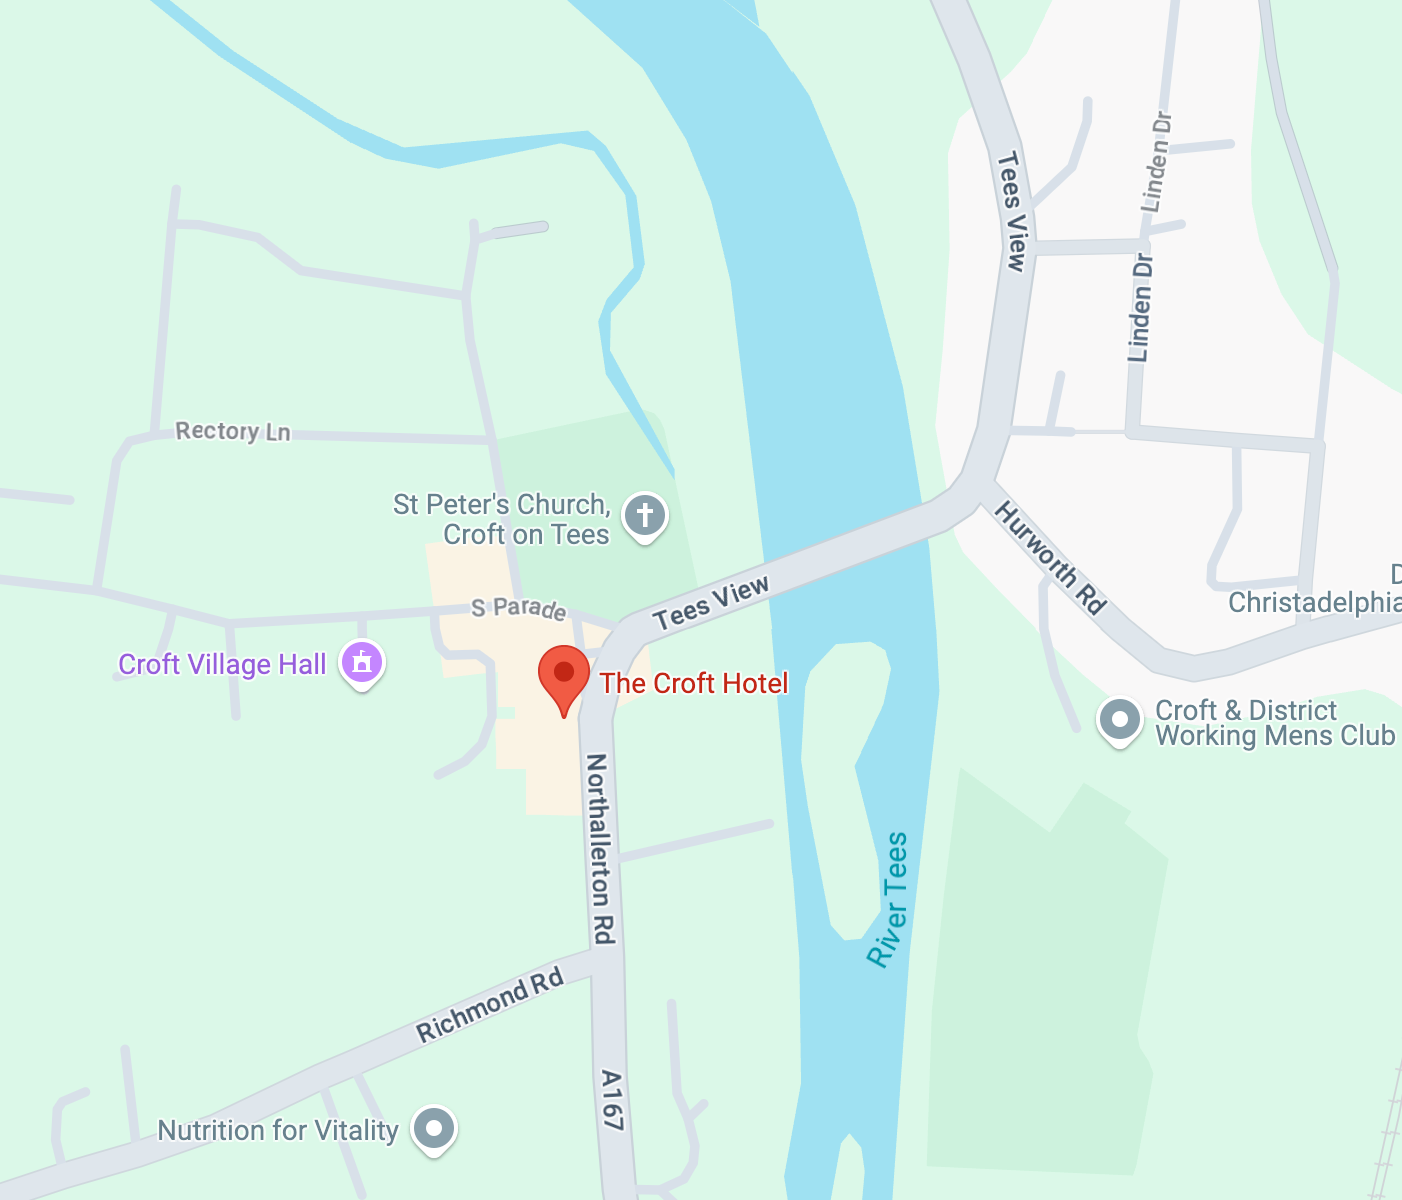 Linden Dr
Tees View
Linden Dr
Rectory Ln
St Peter's Church,
Croft on Tees
Hurworth Rd
Tees View
D
Christadelphia
S Parade
Croft Village Hall
The Croft Hotel
Croft & District
Working Mens Club
Northallerton Rd
River Tees
Richmond Rd
A167
Nutrition for Vitality